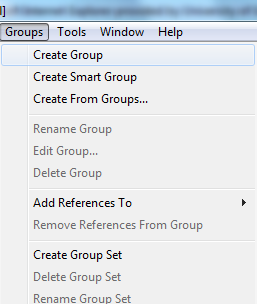 Groups Tools Window Help
Create Group
Create Smart Group
Create From Groups...
Rename Group
Edit Group...
Delete Group
Add References To
Remove References From Group
Create Group Set
Delete Group Set
Rename Group Set